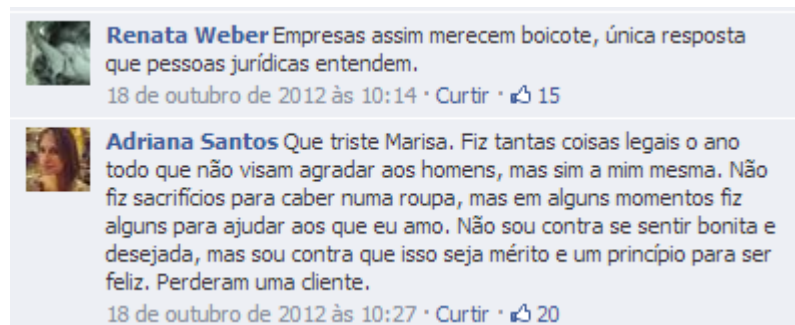 Renata Weber Empresas assim merecem boicote, única resposta
que pessoas jurídicas entendem.
18 de outubro de 2012 às 10:14 · Curtir · 15
Adriana Santos Que triste Marisa. Fiz tantas coisas legais o ano
todo que não visam agradar aos homens, mas sim a mim mesma. Não
fiz sacrifícios para caber numa roupa, mas em alguns momentos fiz
alguns para ajudar aos que eu amo. Não sou contra se sentir bonita e
desejada, mas sou contra que isso seja mérito e um princípio para ser
feliz. Perderam uma cliente.
18 de outubro de 2012 às 10:27 · Curtir · 20